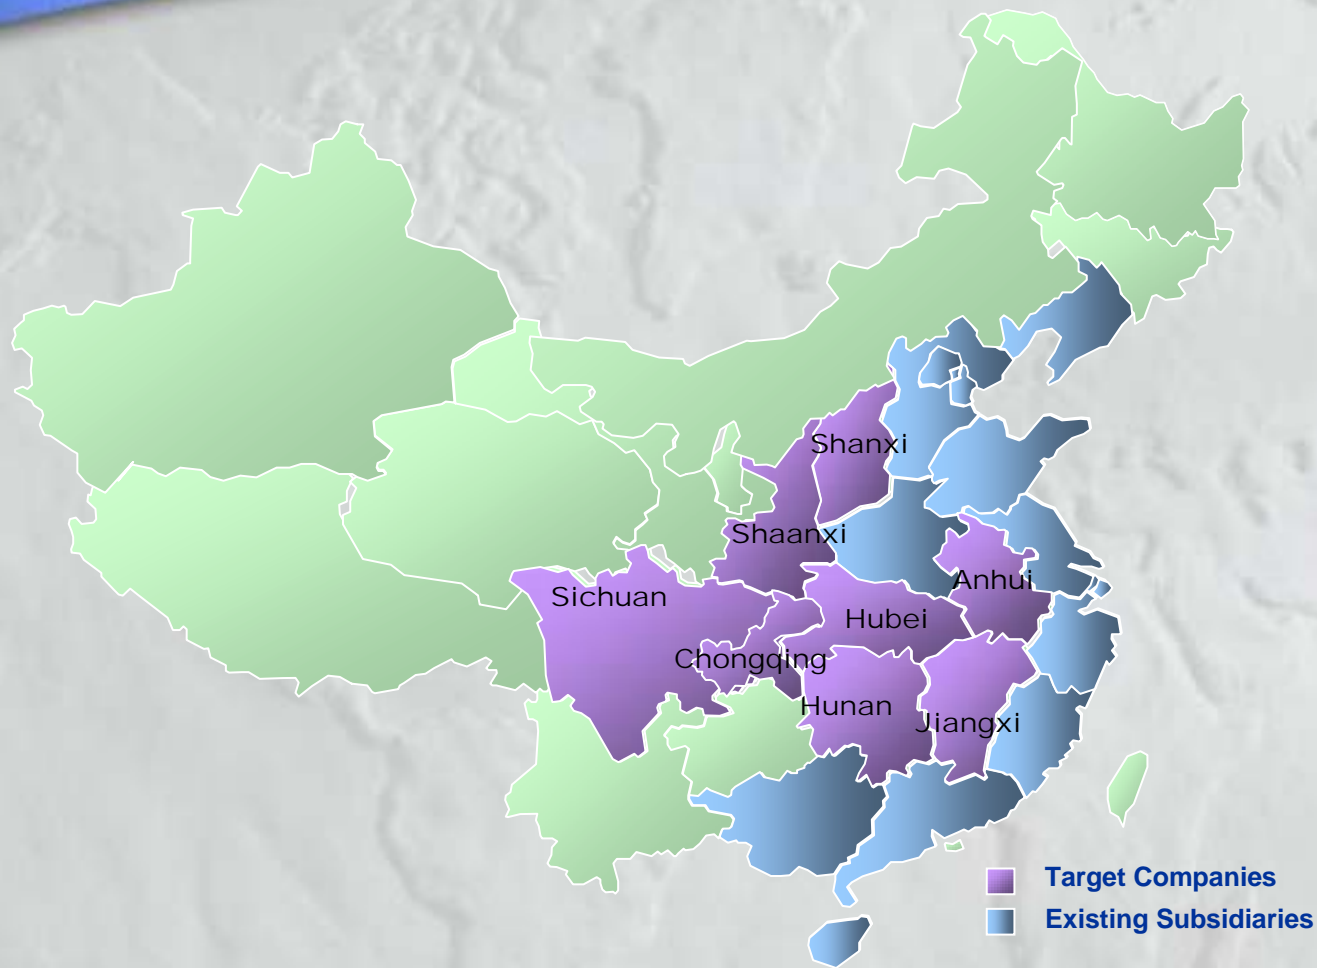 Shanxi
Shaanxi
Anhui
Sichuan
Hubei
Chongqing
Hunan
Jiangxi
Target Companies
Existing Subsidiaries